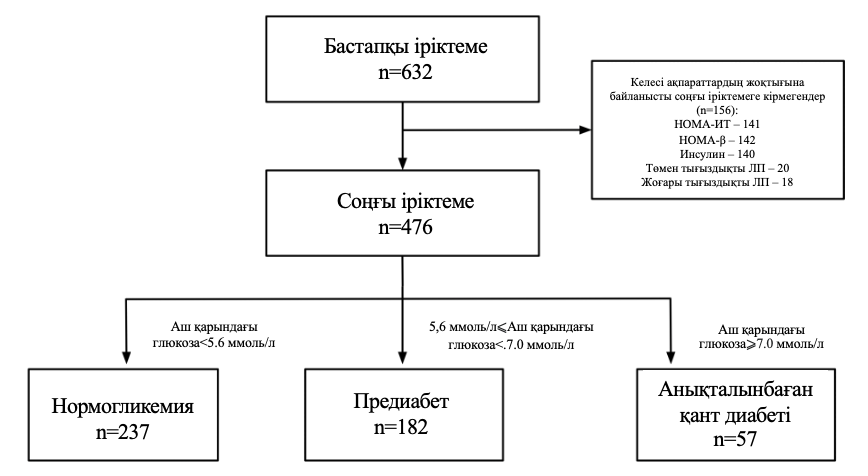 Бастапқы іріктеме
n=632
Келесі ақпараттардың жоқтығына
байланысты соңғы іріктемеге кірмегендер
(n=156):
НОМА-ИТ – 141
НОМА-β – 142
Инсулин – 140
Төмен тығыздықты ЛП – 20
Жоғары тығыздықты ЛП – 18
Соңғы іріктеме
n=476
Аш қарындағы
глюкоза<5.6 ммоль/л
5,6 ммоль/л⩽Аш қарындағы
глюкоза<.7.0 ммоль/л
Аш қарындағы
глюкоза⩾7.0 ммоль/л
Нормогликемия
n=237
Предиабет
n=182
Анықталынбаған
қант диабеті
n=57